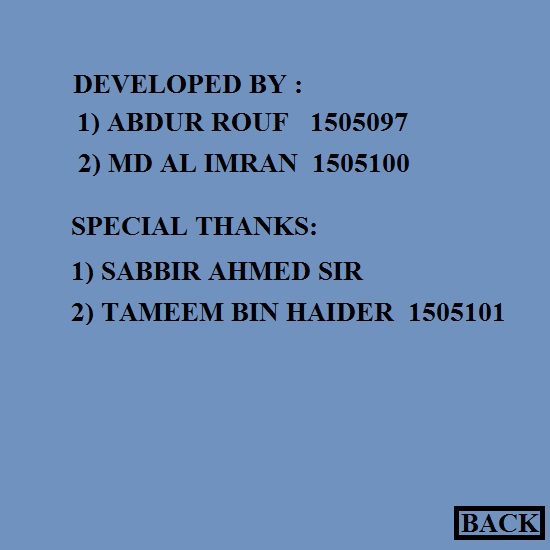 DEVELOPED BY :
1) ABDUR ROUF 1505097
2) MD AL IMRAN 1505100
SPECIAL THANKS:
1) SABBIR AHMED SIR
2) TAMEEM BIN HAIDER 1505101
BACK